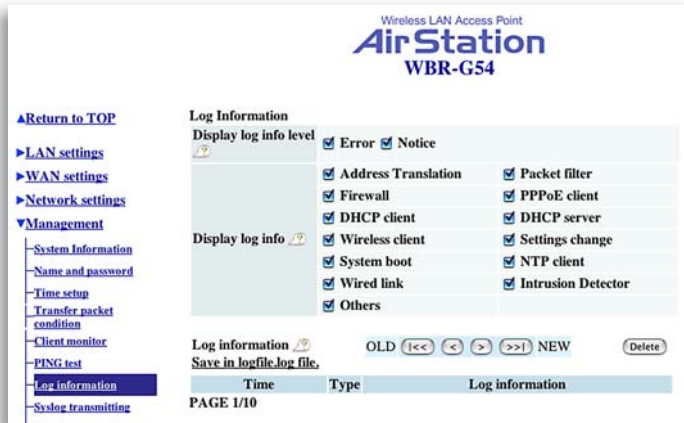 Wireless LAN Access Point
AirStation
WBR-G54
Return to TOP
LAN settings
WAN settings
Network settings
Management
System Information
Name and password
Time setup
Transfer packet
condition
Client monitor
PING test
Log information
Syslog transmitting
Log Information
Display log info level
Error Notice
Display log info
Address Translation Packet filter
Firewall PPPoE client
DHCP client DHCP server
Wireless client Settings change
System boot NTP client
Wired link Intrusion Detector
Others
Log information OLD |<< < > >>| NEW Delete
Save in logfile.log file.
Time Type Log information
PAGE 1/10